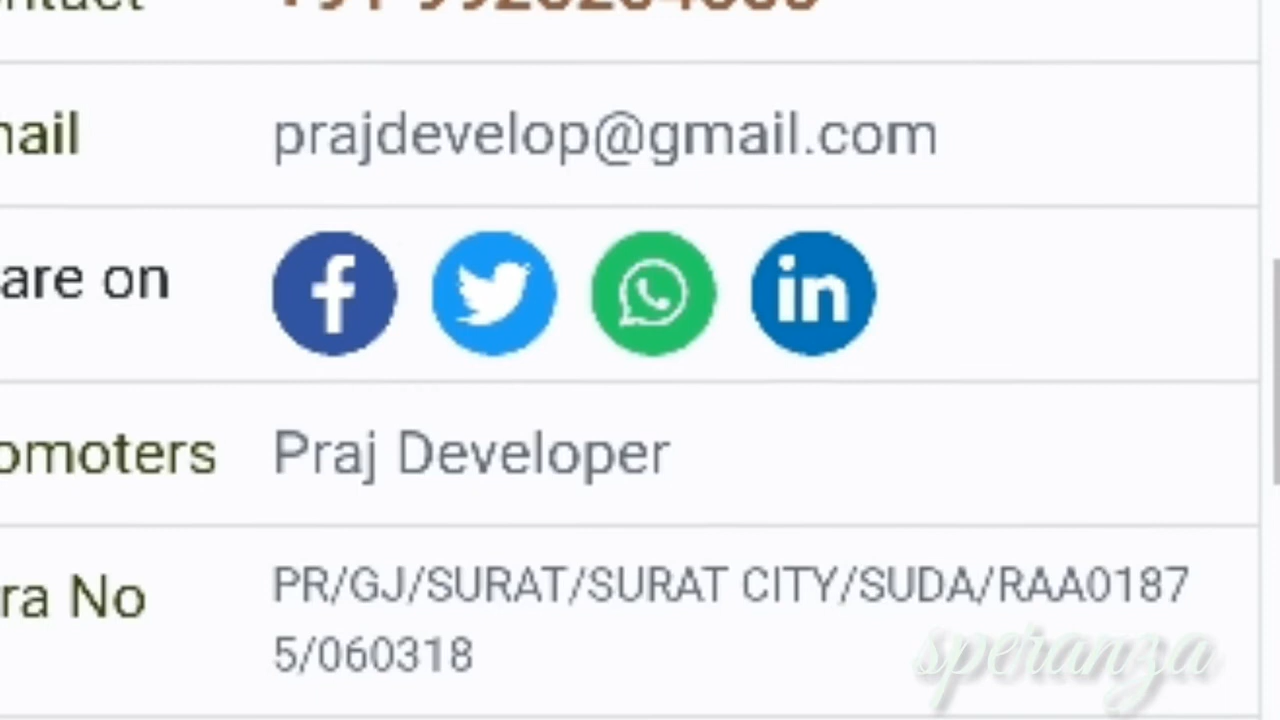 mail
prajdevelop@gmail.com
are on
omoters
Praj Developer
ra No
PR/GJ/SURAT/SURAT CITY/SUDA/RAA0187
5/060318
speranza